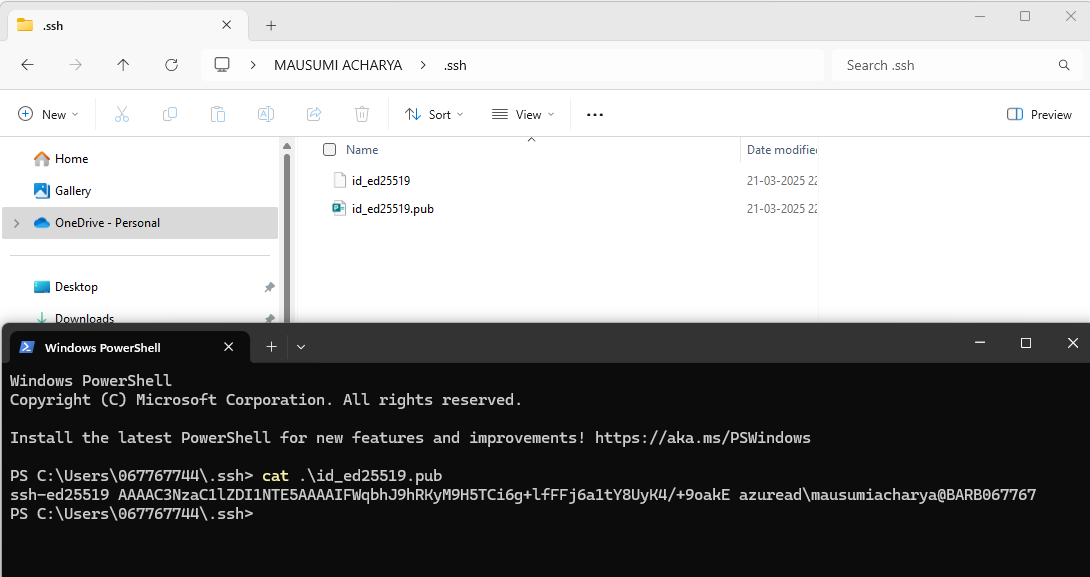 .ssh
MAUSUMI ACHARYA > .ssh
Search .ssh
New
Sort
View
Preview
Home
Gallery
OneDrive - Personal
Desktop
Downloads
Name
Date modified
id_ed25519
21-03-2025 22
id_ed25519.pub
21-03-2025 22
Windows PowerShell
Windows PowerShell
Copyright (C) Microsoft Corporation. All rights reserved.
Install the latest PowerShell for new features and improvements! https://aka.ms/PSWindows
PS C:\Users\067767744\.ssh> cat .\id_ed25519.pub
ssh-ed25519 AAAAC3NzaC1lZDI1NTE5AAAAIFWqbhJ9hRKyM9H5TCi6g+lfFFj6a1tY8UyK4/+9oakE azuread\mausumiacharya@BARB067767
PS C:\Users\067767744\.ssh>